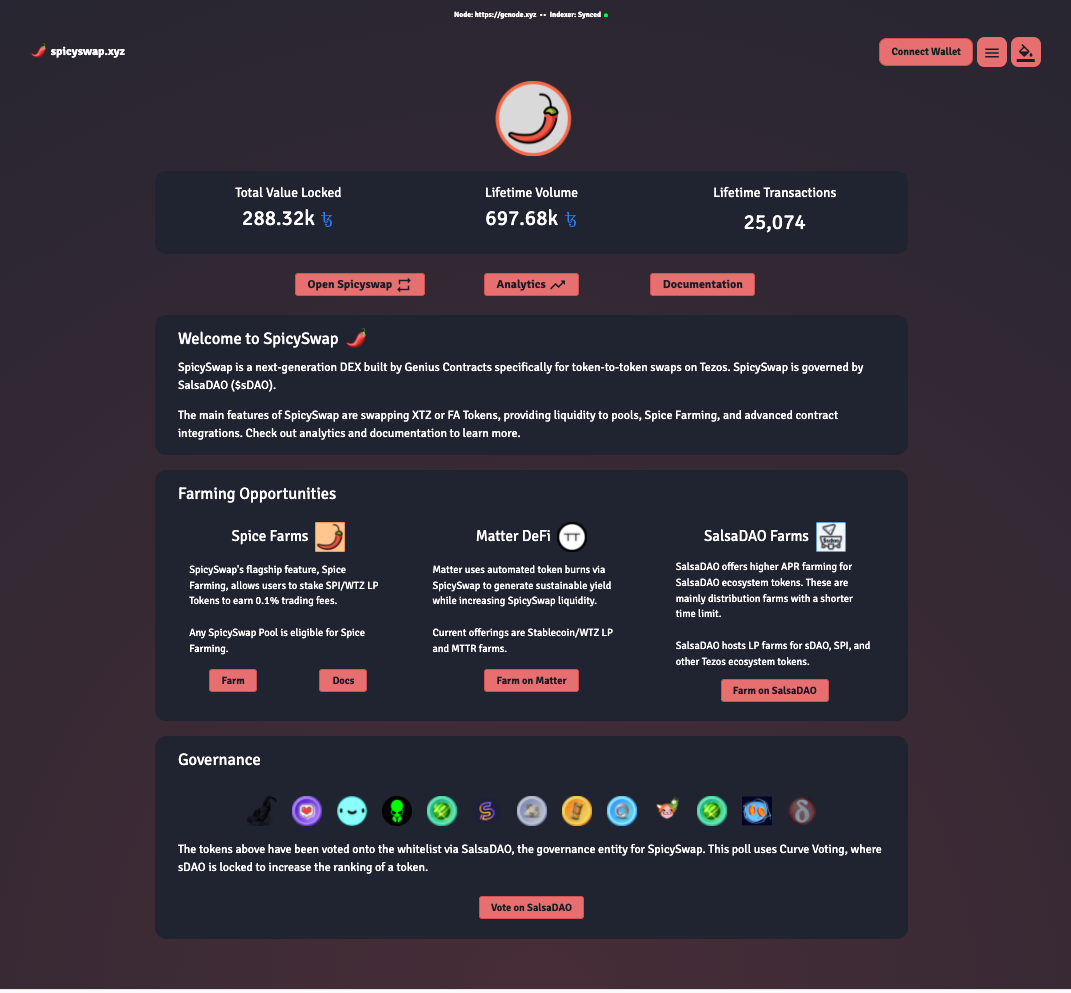 Node: https://gcnode.xyz •• Indexer: Synced
spicyswap.xyz
Connect Wallet
Total Value Locked
Lifetime Volume
Lifetime Transactions
288.32k ꜩ
697.68k ꜩ
25,074
Open Spicyswap
Analytics
Documentation
Welcome to SpicySwap
SpicySwap is a next-generation DEX built by Genius Contracts specifically for token-to-token swaps on Tezos. SpicySwap is governed by
SalsaDAO ($sDAO).
The main features of SpicySwap are swapping XTZ or FA Tokens, providing liquidity to pools, Spice Farming, and advanced contract
integrations. Check out analytics and documentation to learn more.
Farming Opportunities
Spice Farms
SpicySwap's flagship feature, Spice
Farming, allows users to stake SPI/WTZ LP
Tokens to earn 0.1% trading fees.
Any SpicySwap Pool is eligible for Spice
Farming.
Farm
Docs
Matter DeFi
Matter uses automated token burns via
SpicySwap to generate sustainable yield
while increasing SpicySwap liquidity.
Current offerings are Stablecoin/WTZ LP
and MTTR farms.
Farm on Matter
SalsaDAO Farms
SalsaDAO offers higher APR farming for
SalsaDAO ecosystem tokens. These are
mainly distribution farms with a shorter
time limit.
SalsaDAO hosts LP farms for sDAO, SPI, and
other Tezos ecosystem tokens.
Farm on SalsaDAO
Governance
The tokens above have been voted onto the whitelist via SalsaDAO, the governance entity for SpicySwap. This poll uses Curve Voting, where
sDAO is locked to increase the ranking of a token.
Vote on SalsaDAO